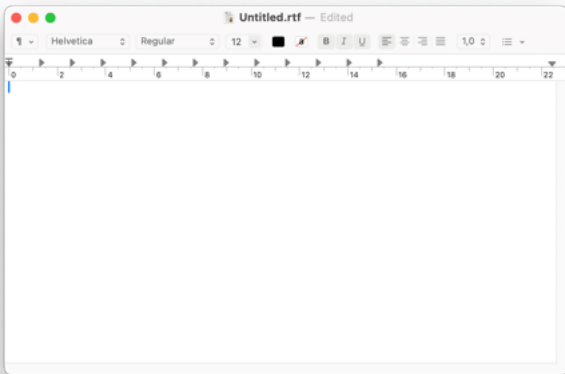 Untitled.rtf — Edited
¶ Helvetica Regular 12 a B I U 1,0
0 2 4 6 8 10 12 14 16 18 20 22